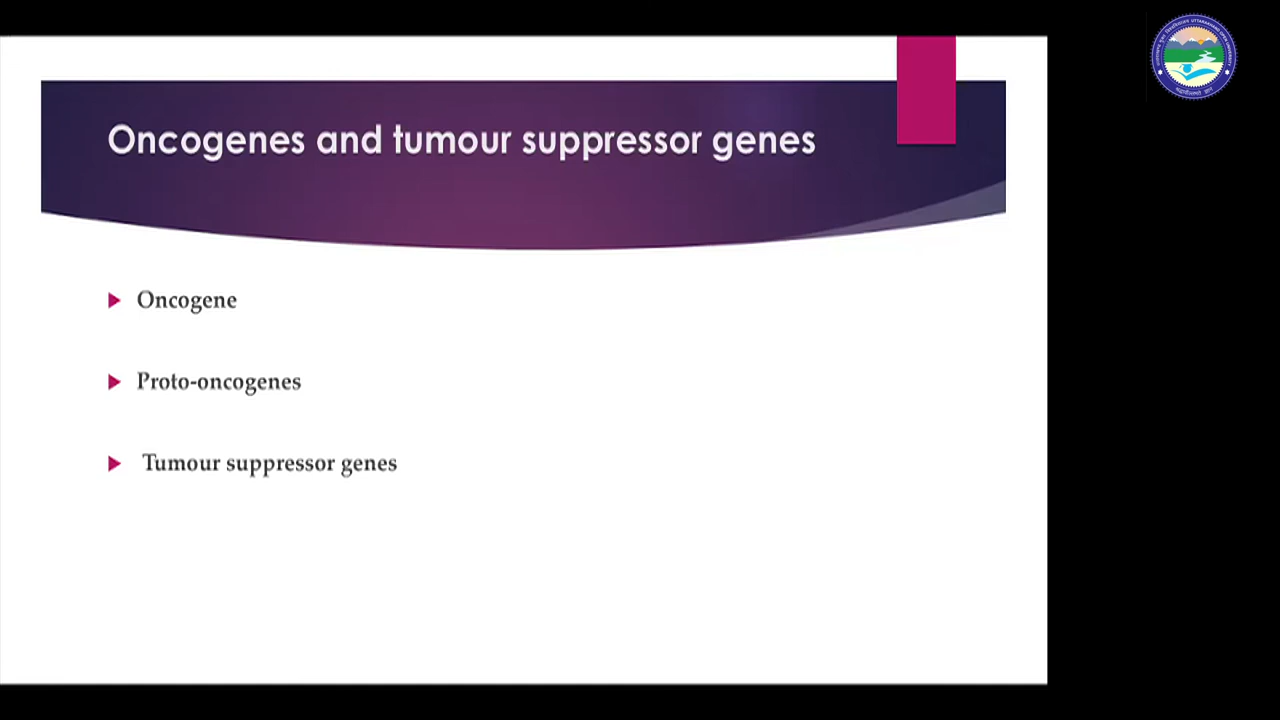 Oncogenes and tumour suppressor genes
Oncogene
Proto-oncogenes
Tumour suppressor genes